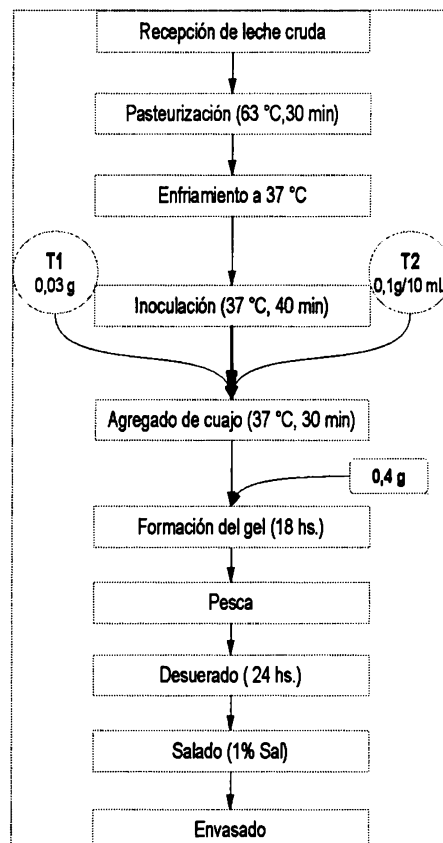 Recepción de leche cruda
Pasteurización (63 °C,30 min)
Enfriamiento a 37 °C
T1
0,03 g
T2
0,1g/10 mL
Inoculación (37 °C, 40 min)
Agregado de cuajo (37 °C, 30 min)
0,4 g
Formación del gel (18 hs.)
Pesca
Desuerado ( 24 hs.)
Salado (1% Sal)
Envasado